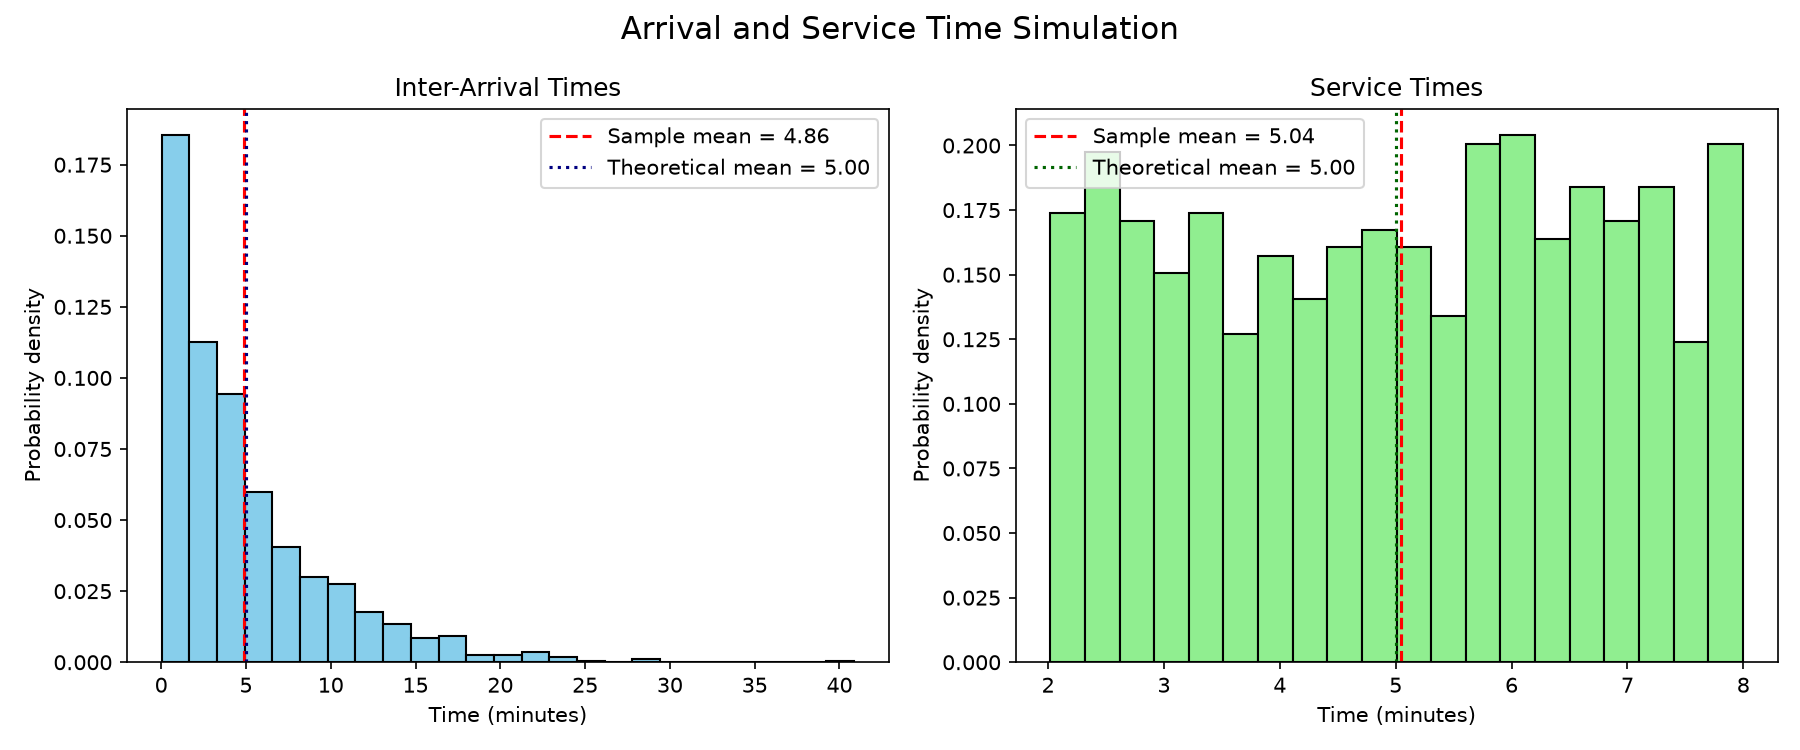 Arrival and Service Time Simulation
Inter-Arrival Times
Sample mean = 4.86
Theoretical mean = 5.00
Probability density
0.175
0.150
0.125
0.100
0.075
0.050
0.025
0.000
0 5 10 15 20 25 30 35 40
Time (minutes)
Service Times
Sample mean = 5.04
Theoretical mean = 5.00
Probability density
0.200
0.175
0.150
0.125
0.100
0.075
0.050
0.025
0.000
2 3 4 5 6 7 8
Time (minutes)